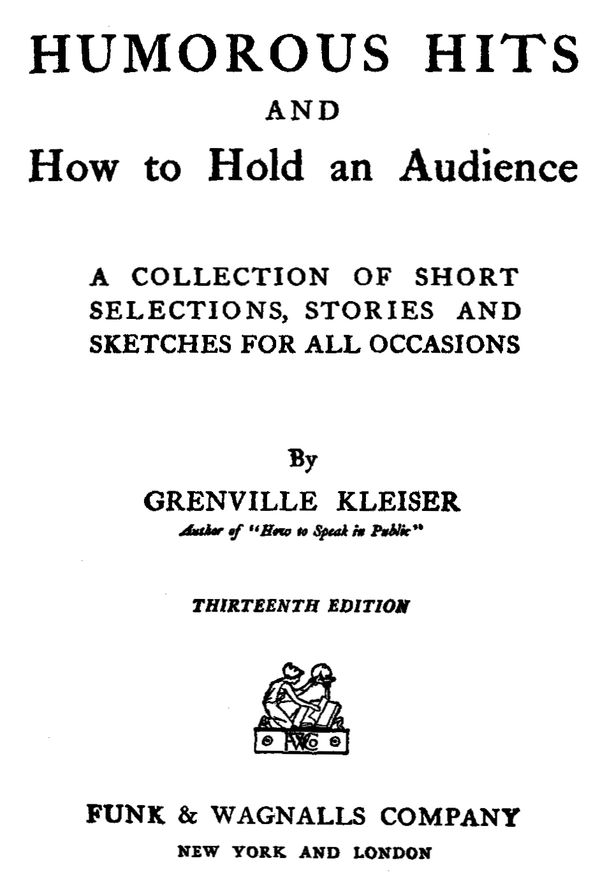 HUMOROUS HITS
AND
How to Hold an Audience
A COLLECTION OF SHORT
SELECTIONS, STORIES AND
SKETCHES FOR ALL OCCASIONS
By
GRENVILLE KLEISER
Author of "How to Speak in Public"
THIRTEENTH EDITION
FWCo
FUNK & WAGNALLS COMPANY
NEW YORK AND LONDON